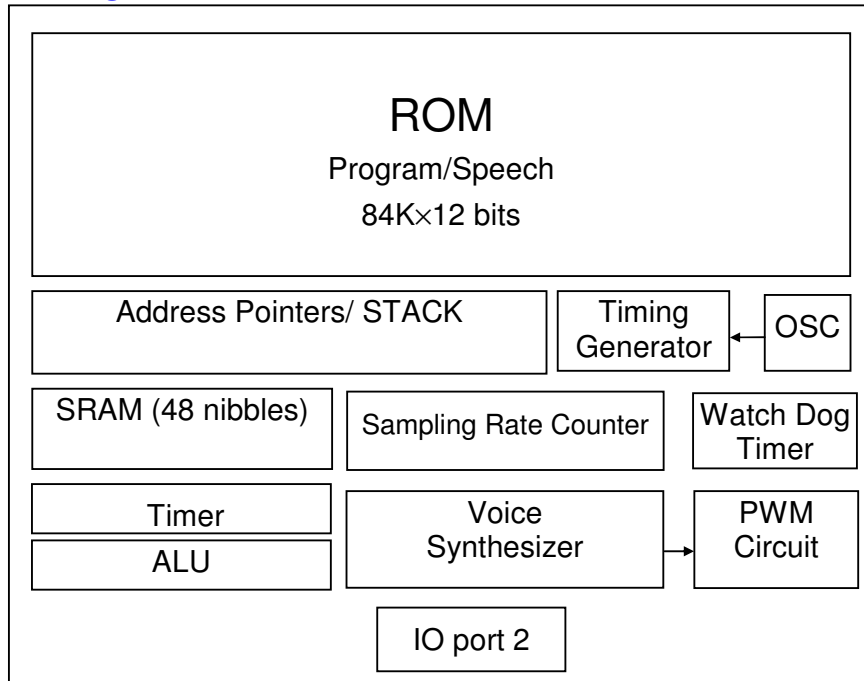 ROM
Program/Speech
84K×12 bits
Address Pointers/ STACK
Timing
Generator
OSC
SRAM (48 nibbles)
Sampling Rate Counter
Watch Dog
Timer
Timer
ALU
Voice
Synthesizer
PWM
Circuit
IO port 2